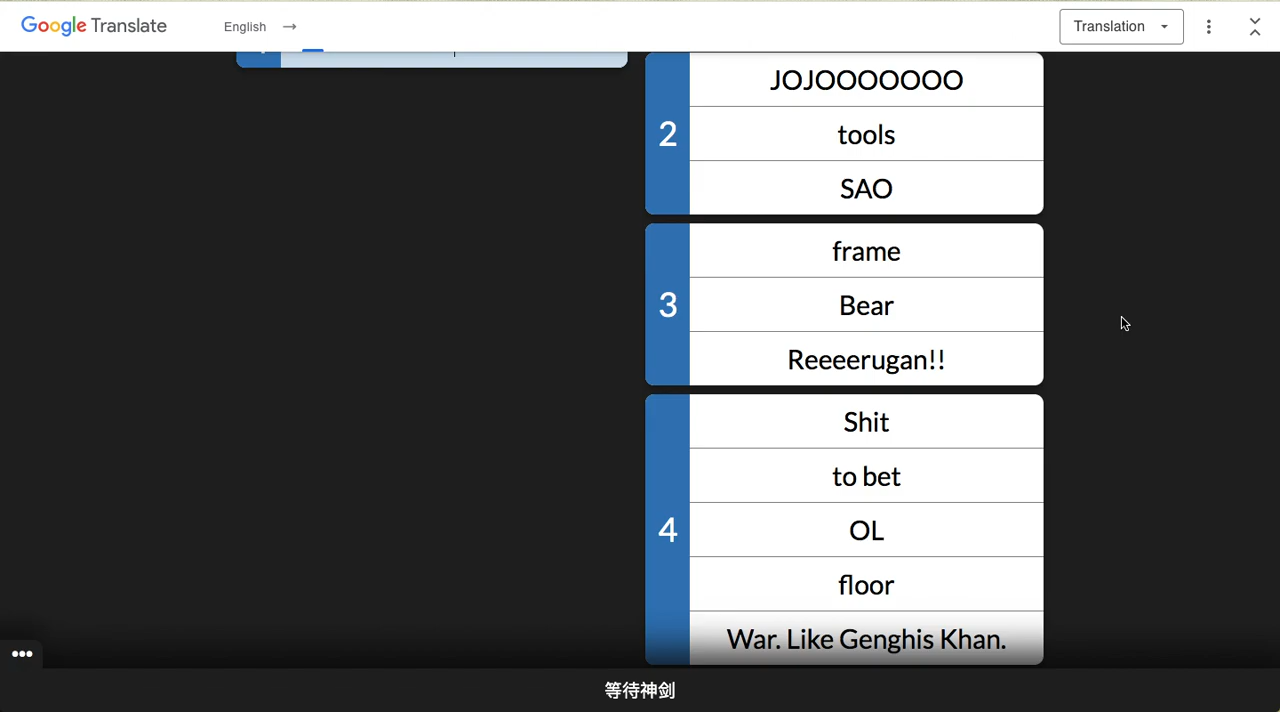 Google Translate
English →
Translation
2
JOJOOOOOOO
tools
SAO
3
frame
Bear
Reeeerugan!!
4
Shit
to bet
OL
floor
War. Like Genghis Khan.
等待神剑